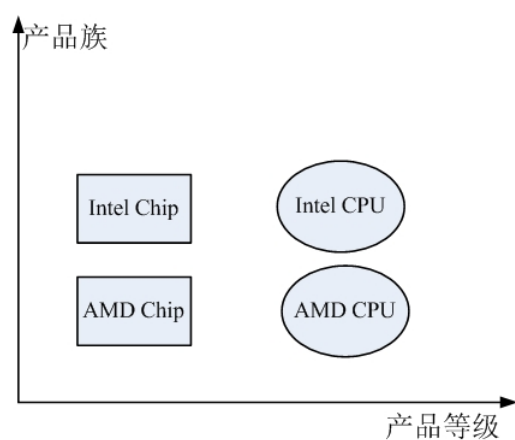 产品族
Intel Chip
Intel CPU
AMD Chip
AMD CPU
产品等级